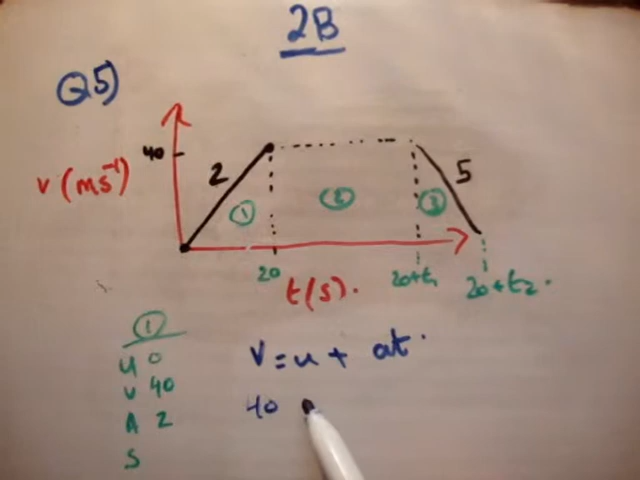 2B
Q5)
40
2
5
v (ms⁻¹)
① ② ③
20
20+t₁
20+t₂.
t(s).
①
u 0
v 40
A 2
s
v = u + at.
40